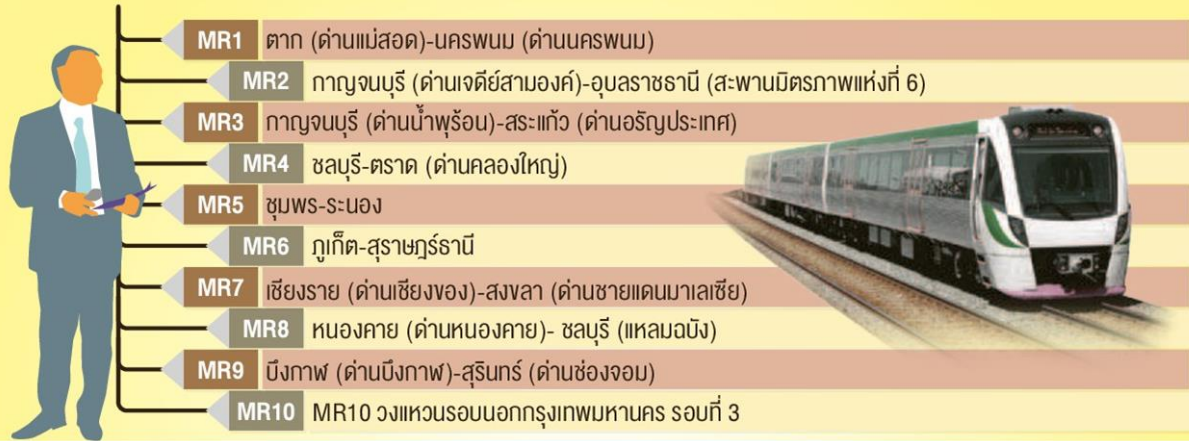 MR1 ตาก (ด่านแม่สอด)-นครพนม (ด่านนครพนม)
MR2 กาญจนบุรี (ด่านเจดีย์สามองค์)-อุบลราชธานี (สะพานมิตรภาพแห่งที่ 6)
MR3 กาญจนบุรี (ด่านน้ำพุร้อน)-สระแก้ว (ด่านอรัญประเทศ)
MR4 ชลบุรี-ตราด (ด่านคลองใหญ่)
MR5 ชุมพร-ระนอง
MR6 ภูเก็ต-สุราษฎร์ธานี
MR7 เชียงราย (ด่านเชียงของ)-สงขลา (ด่านชายแดนมาเลเซีย)
MR8 หนองคาย (ด่านหนองคาย)- ชลบุรี (แหลมฉบัง)
MR9 บึงกาฬ (ด่านบึงกาฬ)-สุรินทร์ (ด่านช่องจอม)
MR10 MR10 วงแหวนรอบนอกกรุงเทพมหานคร รอบที่ 3